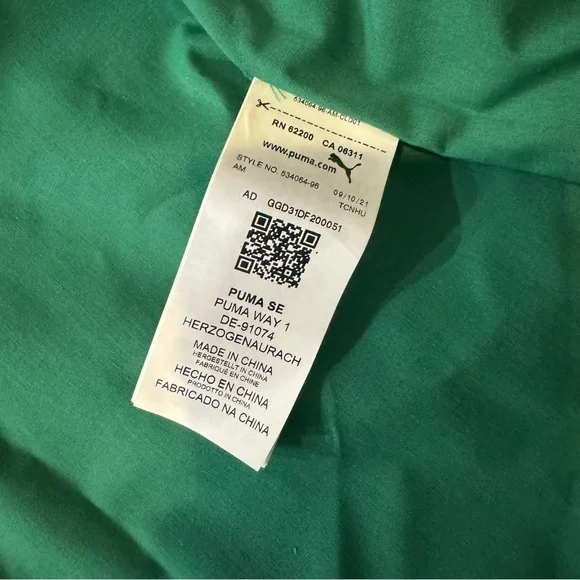 534064-96-AM-CLO01
RN 62200 CA 06311
www.puma.com
STYLE NO. 534064-96 09/10/21
AM TCNHU
AD GGD31DF200051
PUMA SE
PUMA WAY 1
DE-91074
HERZOGENAURACH
MADE IN CHINA
HERGESTELLT IN CHINA
FABRIQUÉ EN CHINE
HECHO EN CHINA
PRODOTTO IN CHINA
FABRICADO NA CHINA